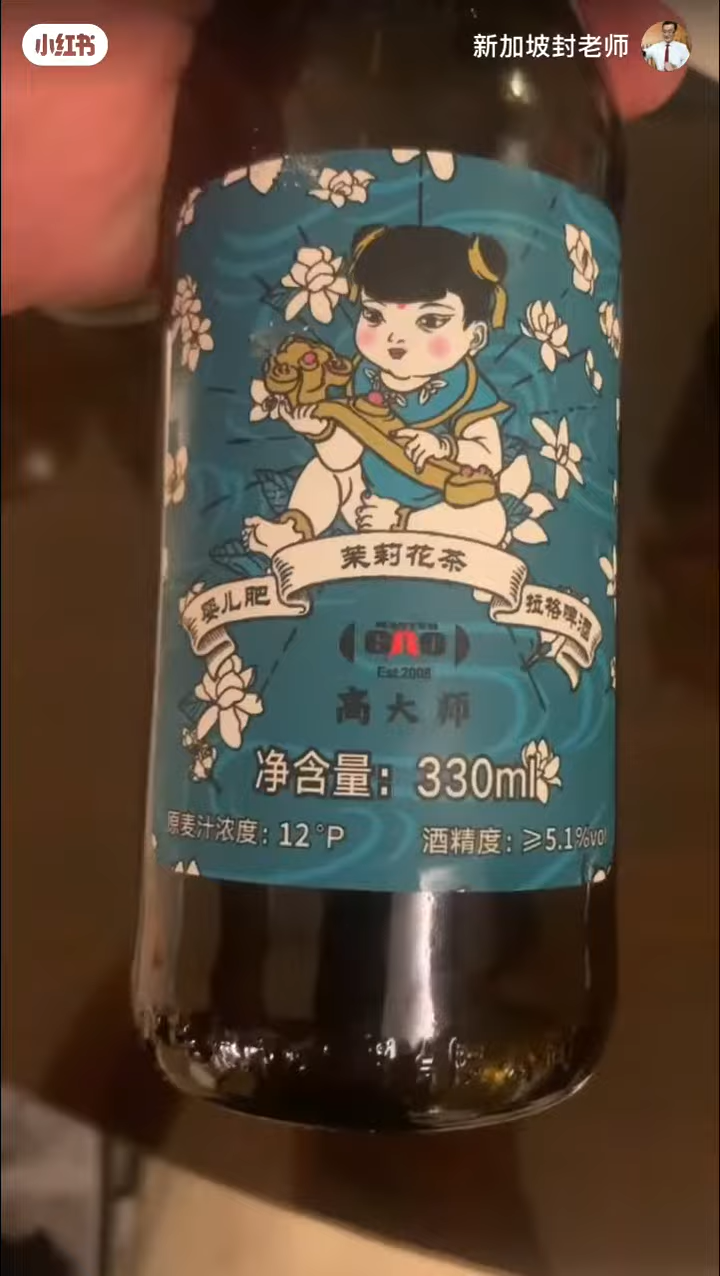 小红书
新加坡封老师
茉莉花茶
婴儿肥
拉格啤酒
GAO
Est.2008
高大师
净含量：330ml
原麦汁浓度：12°P
酒精度：≥5.1%vol